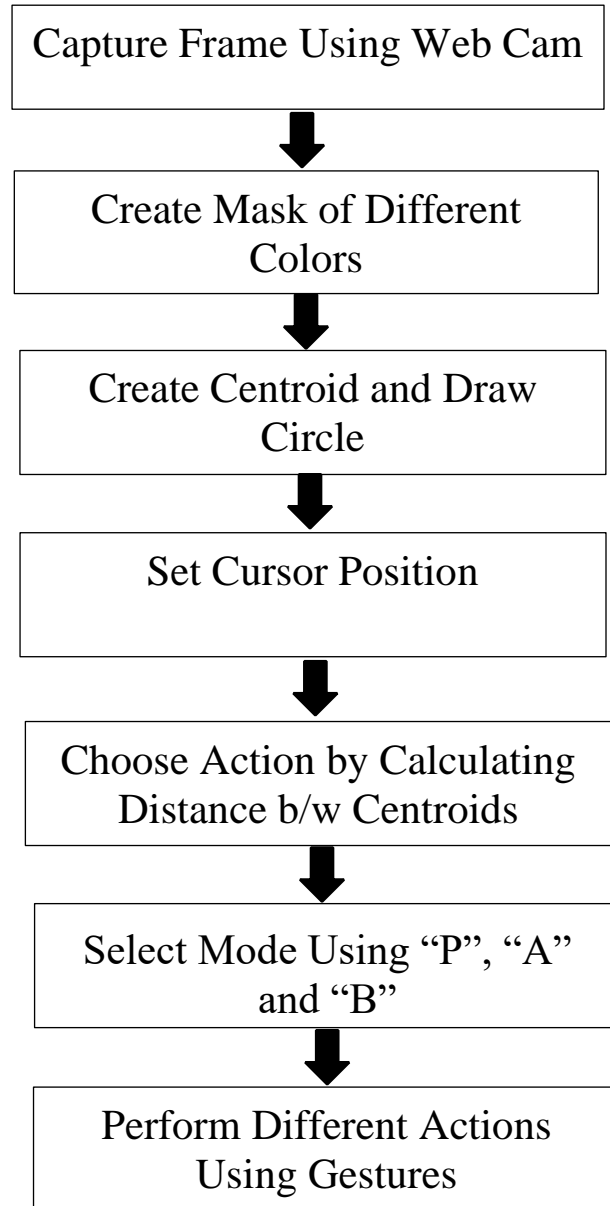 Capture Frame Using Web Cam
Create Mask of Different
Colors
Create Centroid and Draw
Circle
Set Cursor Position
Choose Action by Calculating
Distance b/w Centroids
Select Mode Using “P”, “A”
and “B”
Perform Different Actions
Using Gestures